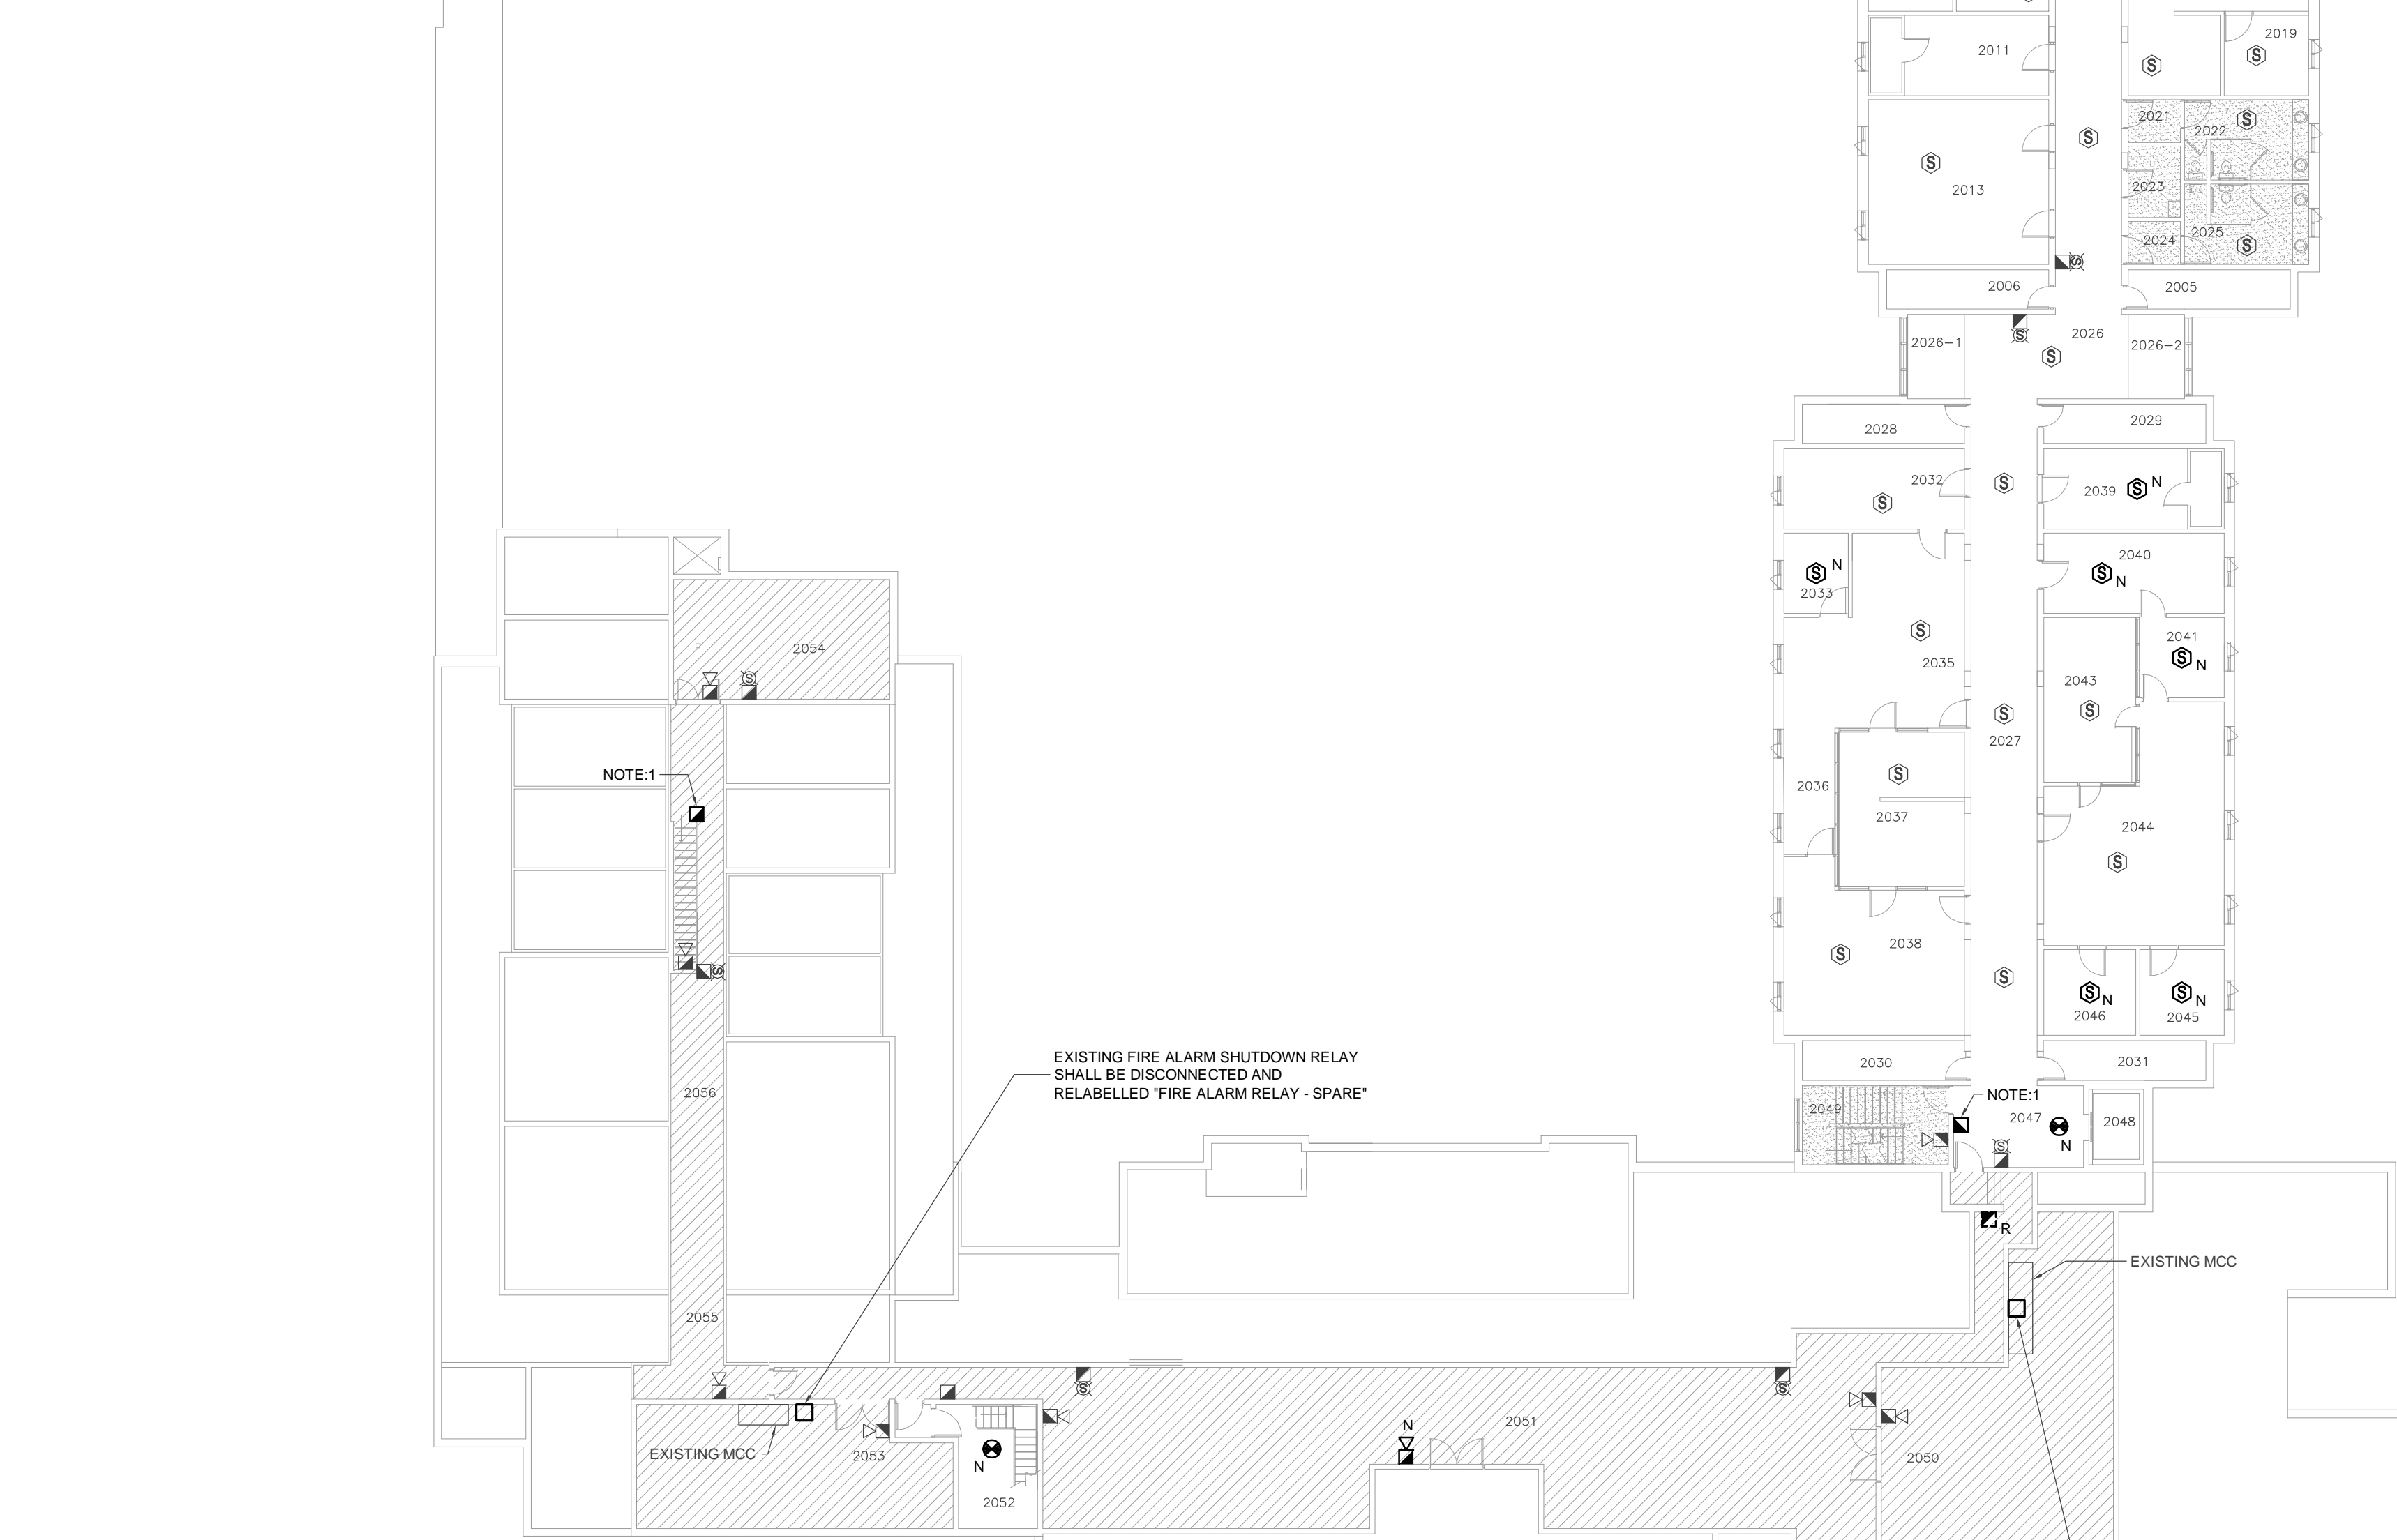 2011
2019
S
S
2021
2022
S
S
S
2013
2023
2025
2024
S
S
2006
2005
S
2026-1
2026
2026-2
S
2028
2029
2032
S
S
2039
S
N
2033
S
N
2040
S
N
2054
S
S
2035
2041
S
N
2043
S
S
2027
NOTE:1
2036
S
2037
2044
S
S
2038
S
S
S
N
2046
S
N
2045
EXISTING FIRE ALARM SHUTDOWN RELAY
SHALL BE DISCONNECTED AND
RELABELLED "FIRE ALARM RELAY - SPARE"
2030
2031
2056
2049
NOTE:1
2047
N
2048
S
R
EXISTING MCC
2055
S
S
EXISTING MCC
2053
N
2052
N
2051
2050